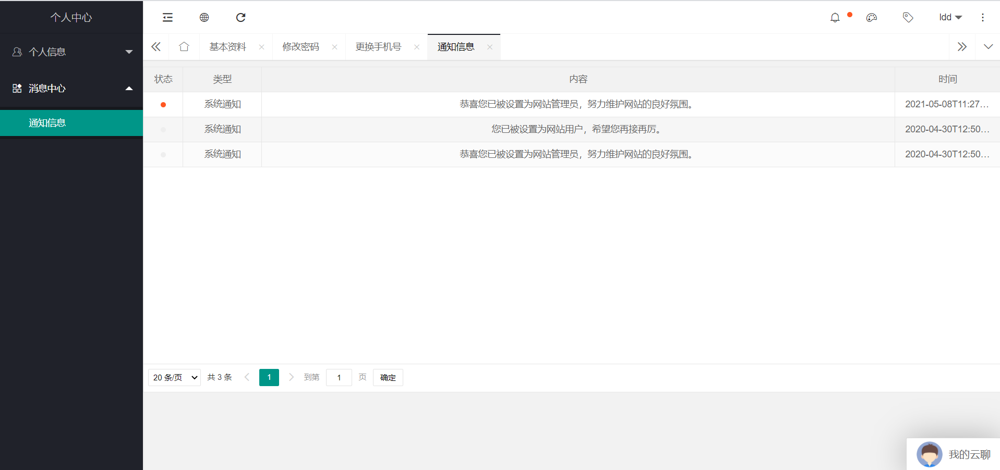 个人中心
ldd
个人信息
基本资料
修改密码
更换手机号
通知信息
状态 类型 内容 时间
消息中心
系统通知 恭喜您已被设置为网站管理员，努力维护网站的良好氛围。 2021-05-08T11:27...
通知信息
系统通知 您已被设置为网站用户，希望您再接再厉。 2020-04-30T12:50...
系统通知 恭喜您已被设置为网站管理员，努力维护网站的良好氛围。 2020-04-30T12:50...
20 条/页 共 3 条 1 到第 1 页 确定
我的云聊